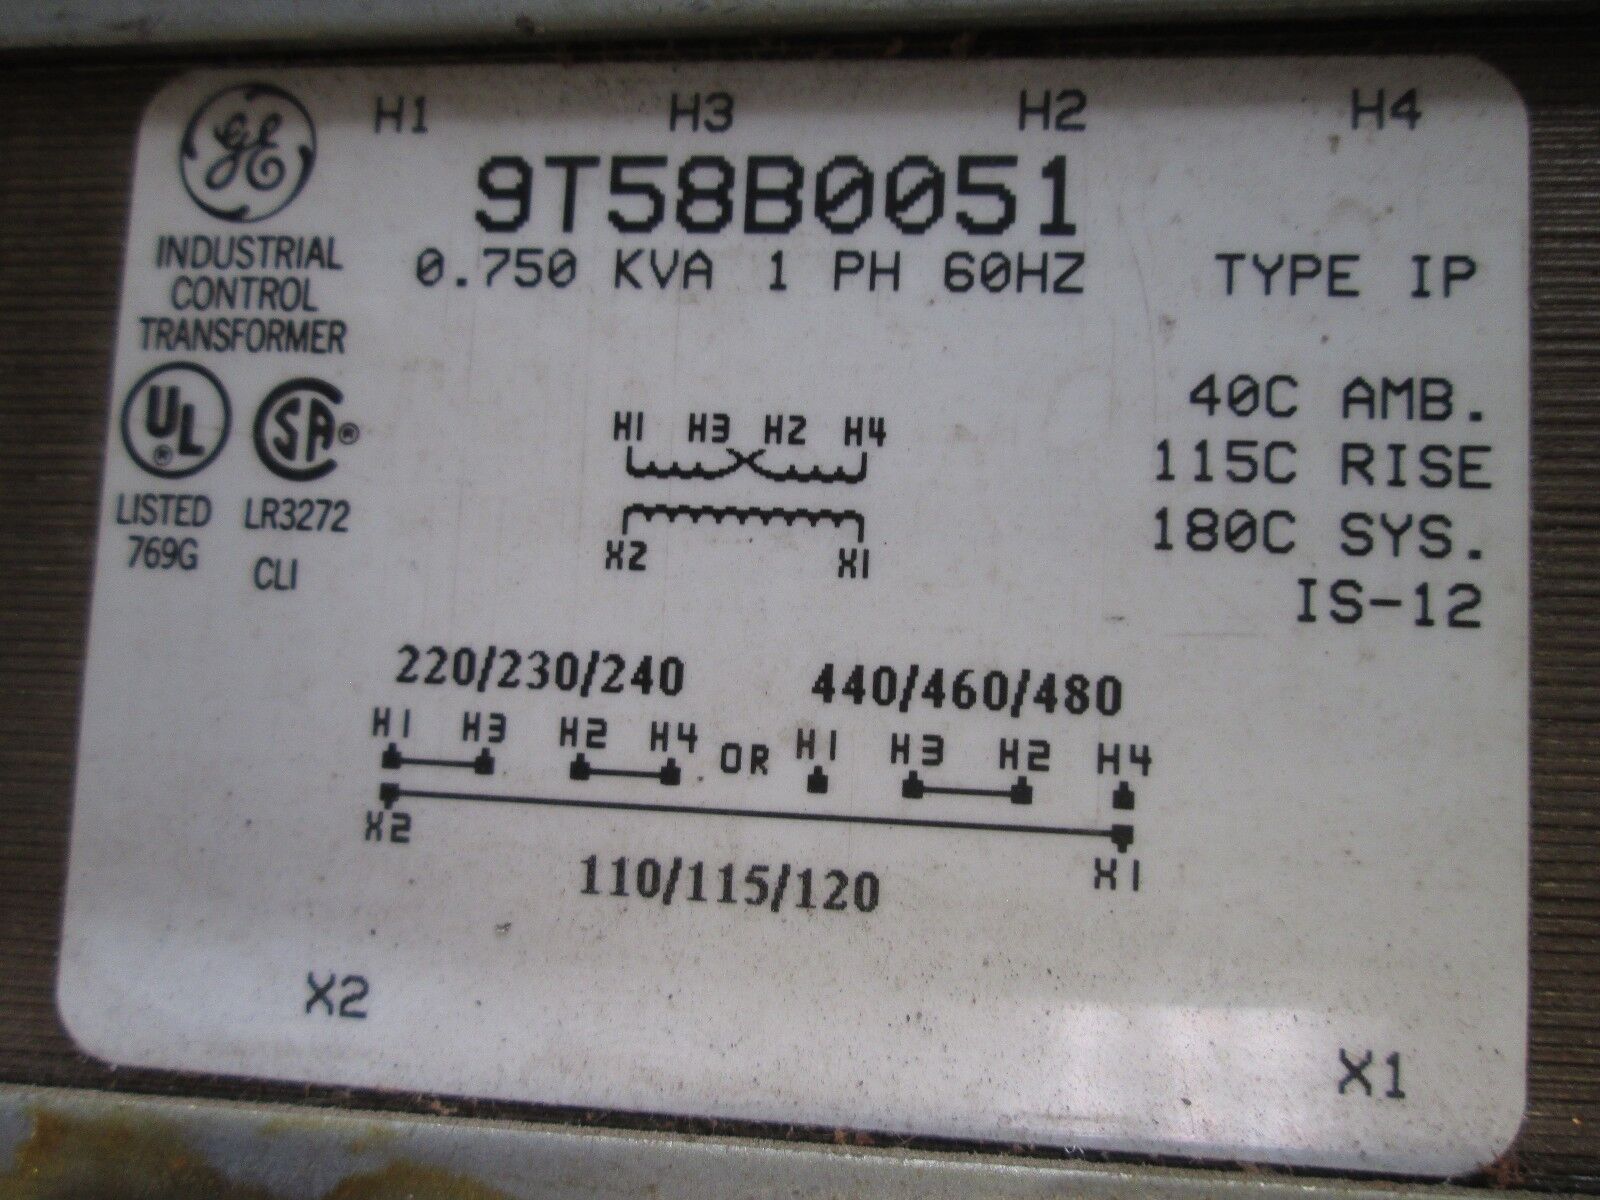 H1 H3 H2 H4
GE
9T58B0051
INDUSTRIAL
CONTROL
TRANSFORMER
0.750 KVA 1 PH 60HZ TYPE IP
UL ®
SA ®
LISTED
769G
LR3272
CLI
40C AMB.
115C RISE
180C SYS.
IS-12
H1 H3 H2 H4
X2 X1
220/230/240 440/460/480
H1 H3 H2 H4 OR H1 H3 H2 H4
X2 X1
110/115/120
X2 X1